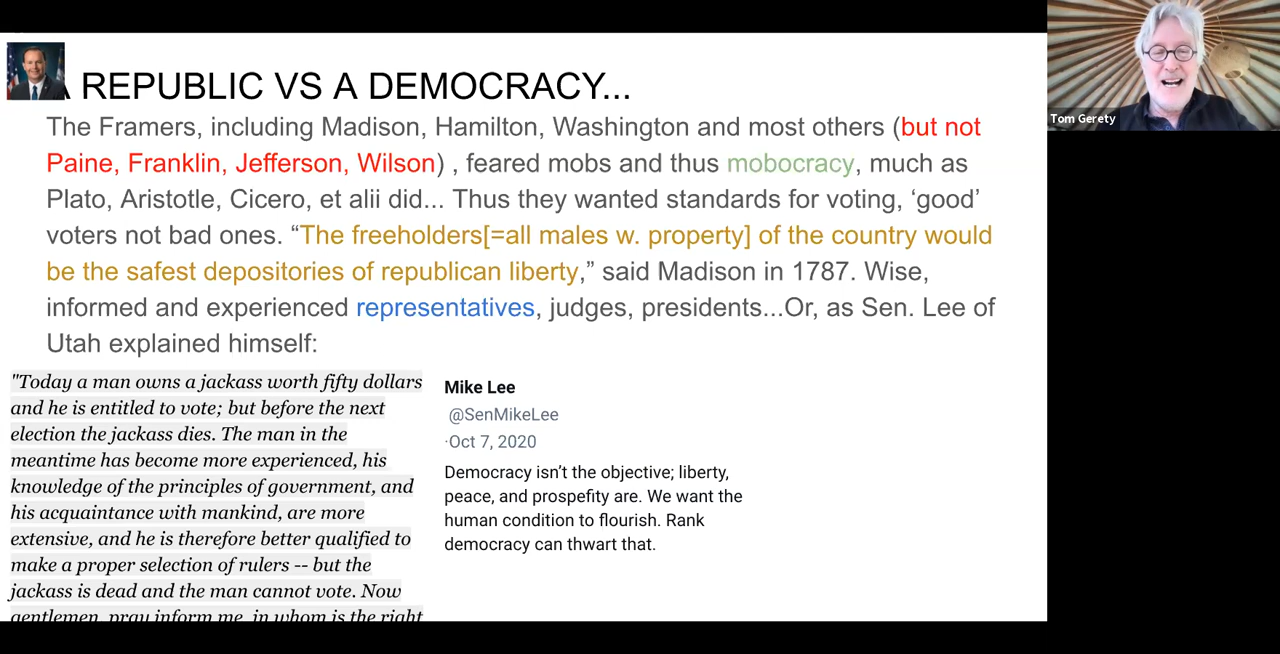 A REPUBLIC VS A DEMOCRACY...
The Framers, including Madison, Hamilton, Washington and most others (but not
Paine, Franklin, Jefferson, Wilson) , feared mobs and thus mobocracy, much as
Plato, Aristotle, Cicero, et alii did... Thus they wanted standards for voting, ‘good’
voters not bad ones. “The freeholders[=all males w. property] of the country would
be the safest depositories of republican liberty,” said Madison in 1787. Wise,
informed and experienced representatives, judges, presidents...Or, as Sen. Lee of
Utah explained himself:
"Today a man owns a jackass worth fifty dollars
and he is entitled to vote; but before the next
election the jackass dies. The man in the
meantime has become more experienced, his
knowledge of the principles of government, and
his acquaintance with mankind, are more
extensive, and he is therefore better qualified to
make a proper selection of rulers -- but the
jackass is dead and the man cannot vote. Now
gentlemen, pray inform me, in whom is the right
Mike Lee
@SenMikeLee
·Oct 7, 2020
Democracy isn’t the objective; liberty,
peace, and prospefity are. We want the
human condition to flourish. Rank
democracy can thwart that.
Tom Gerety